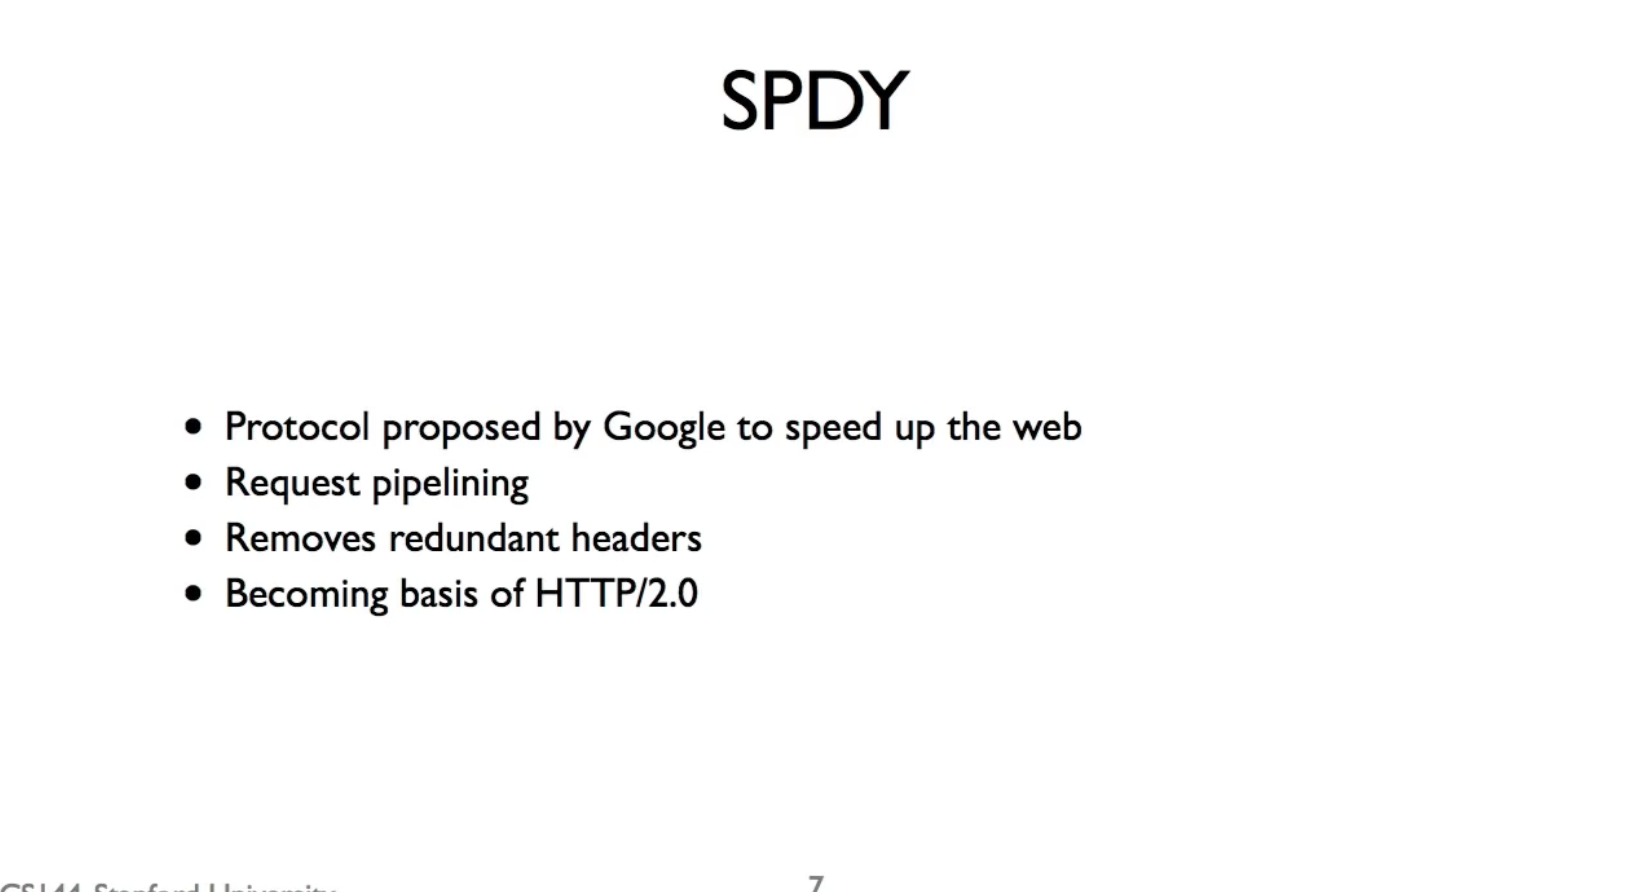 SPDY
• Protocol proposed by Google to speed up the web
• Request pipelining
• Removes redundant headers
• Becoming basis of HTTP/2.0
CS144, Stanford University
7